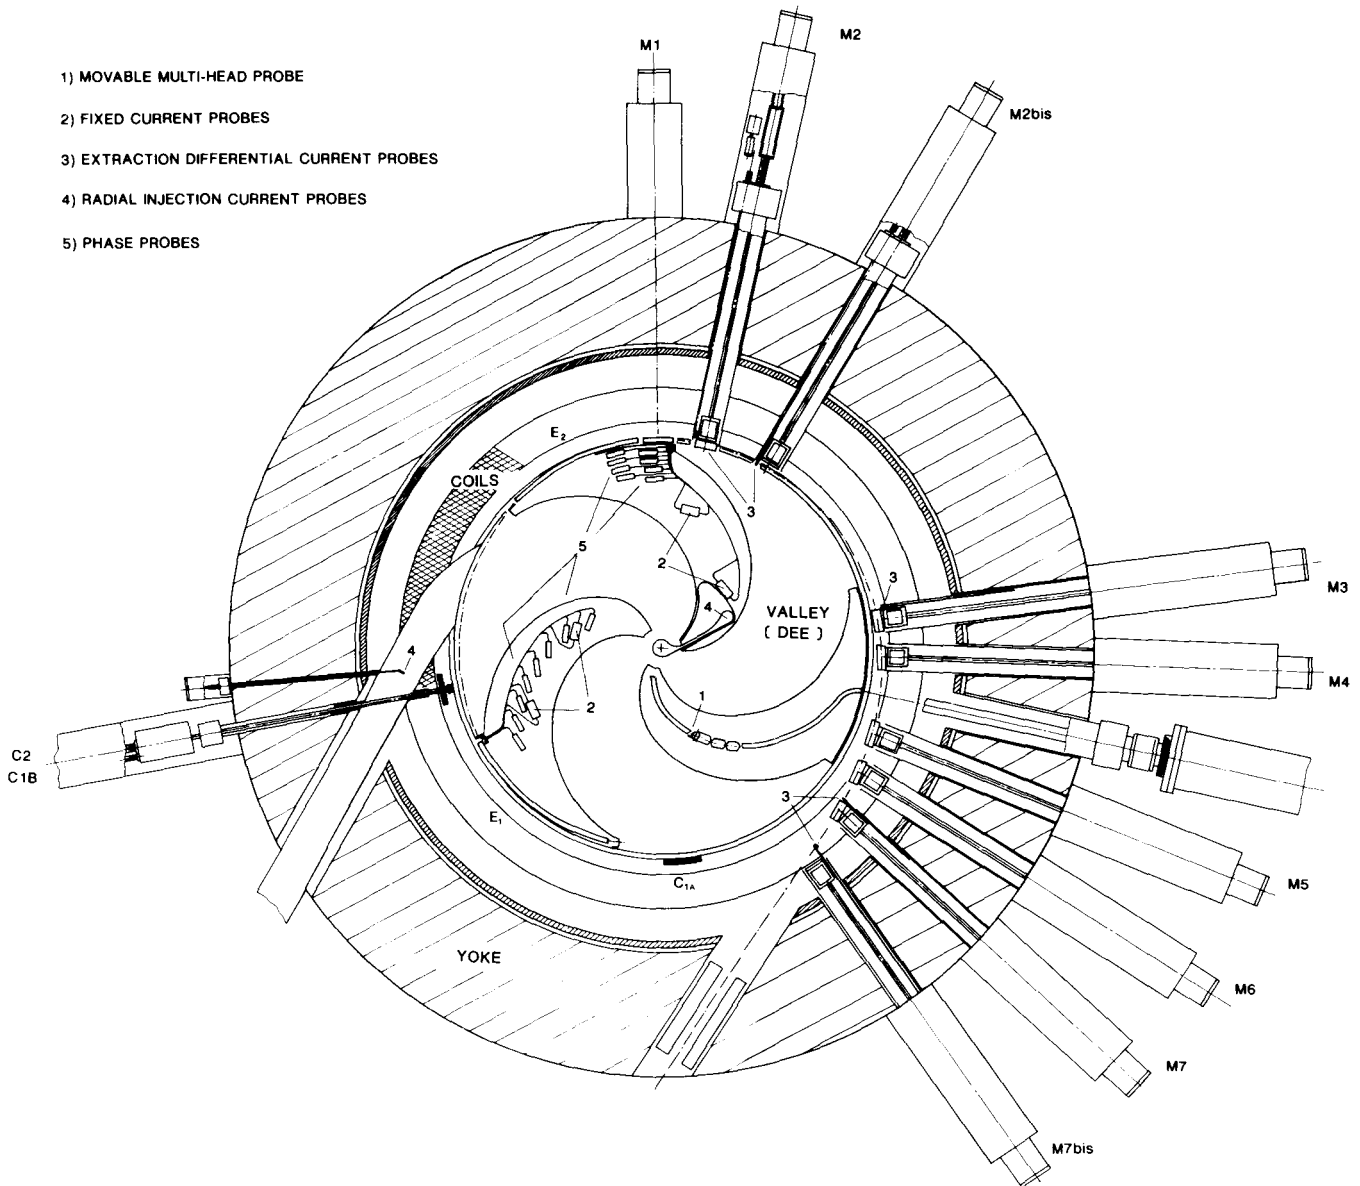 M1
M2
1) MOVABLE MULTI-HEAD PROBE
M2bis
2) FIXED CURRENT PROBES
3) EXTRACTION DIFFERENTIAL CURRENT PROBES
4) RADIAL INJECTION CURRENT PROBES
5) PHASE PROBES
E2
COILS
3
5
2
3
M3
4
VALLEY
( DEE )
4
M4
1
2
C2
C1B
3
E1
C1A
M5
YOKE
M6
M7
M7bis